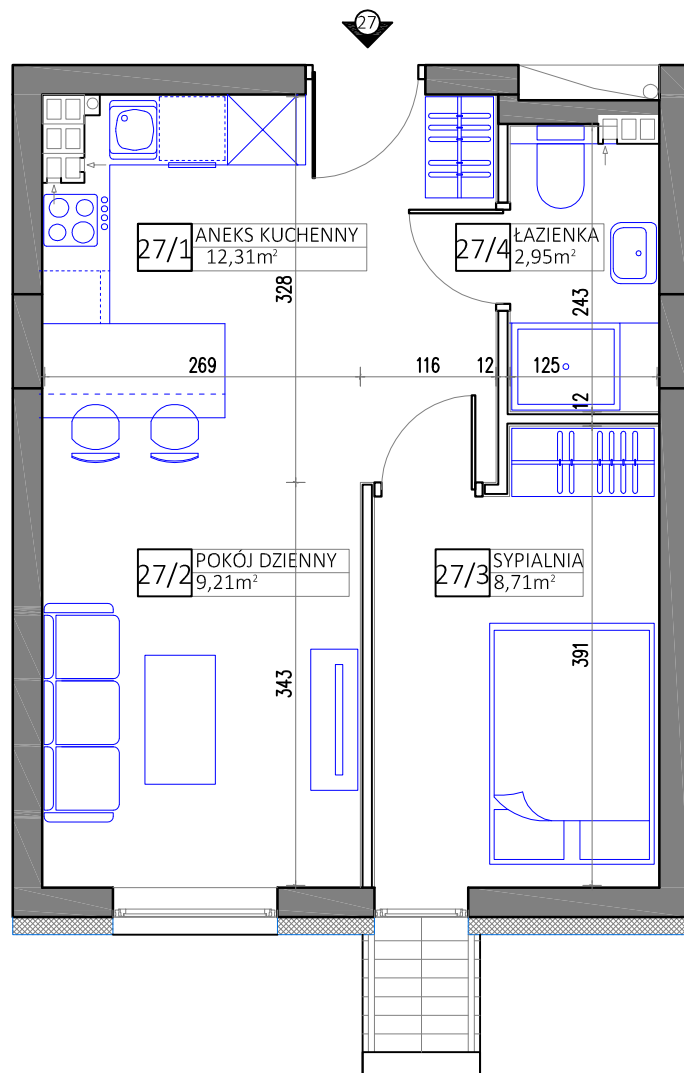 27
27/1 ANEKS KUCHENNY
12,31m²
27/4 ŁAZIENKA
2,95m²
328
243
269
116
12
125
12
27/2 POKÓJ DZIENNY
9,21m²
27/3 SYPIALNIA
8,71m²
343
391